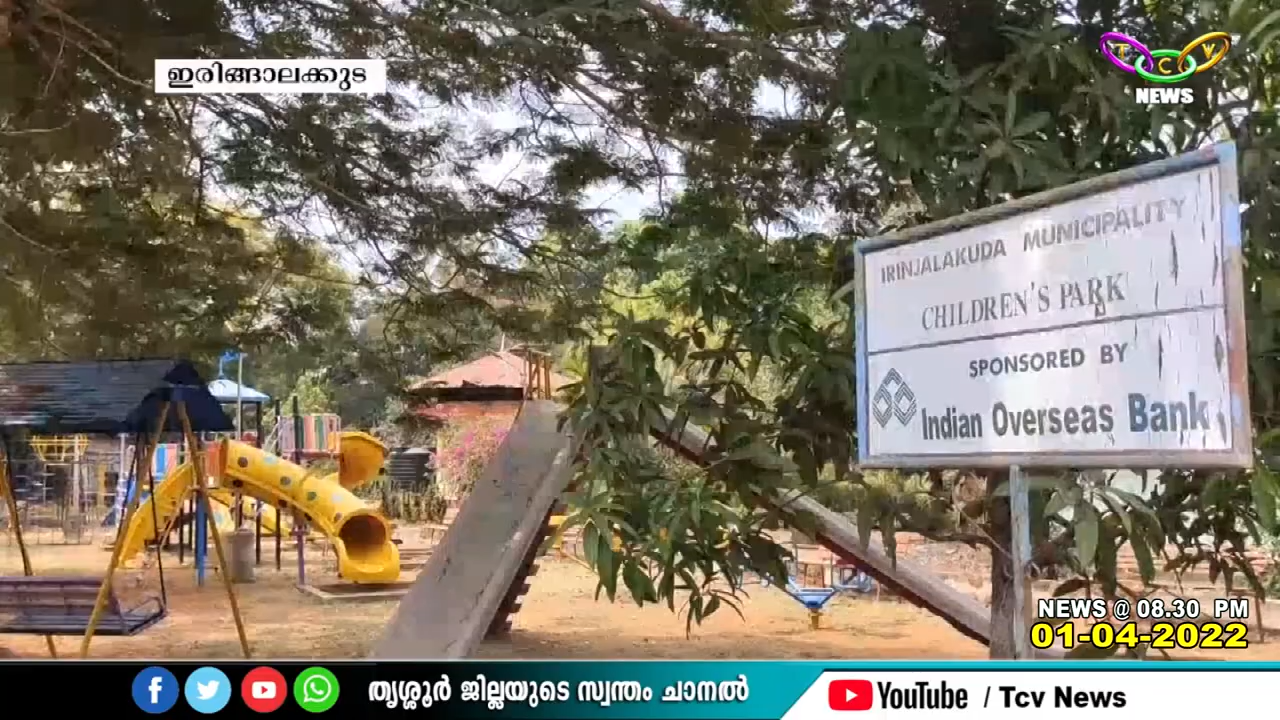 ഇരിങ്ങാലക്കുട
TCV
NEWS
IRINJALAKUDA MUNICIPALITY
CHILDREN'S PARK
SPONSORED BY
Indian Overseas Bank
NEWS @ 08.30 PM
01-04-2022
തൃശ്ശൂർ ജില്ലയുടെ സ്വന്തം ചാനൽ
YouTube / Tcv News